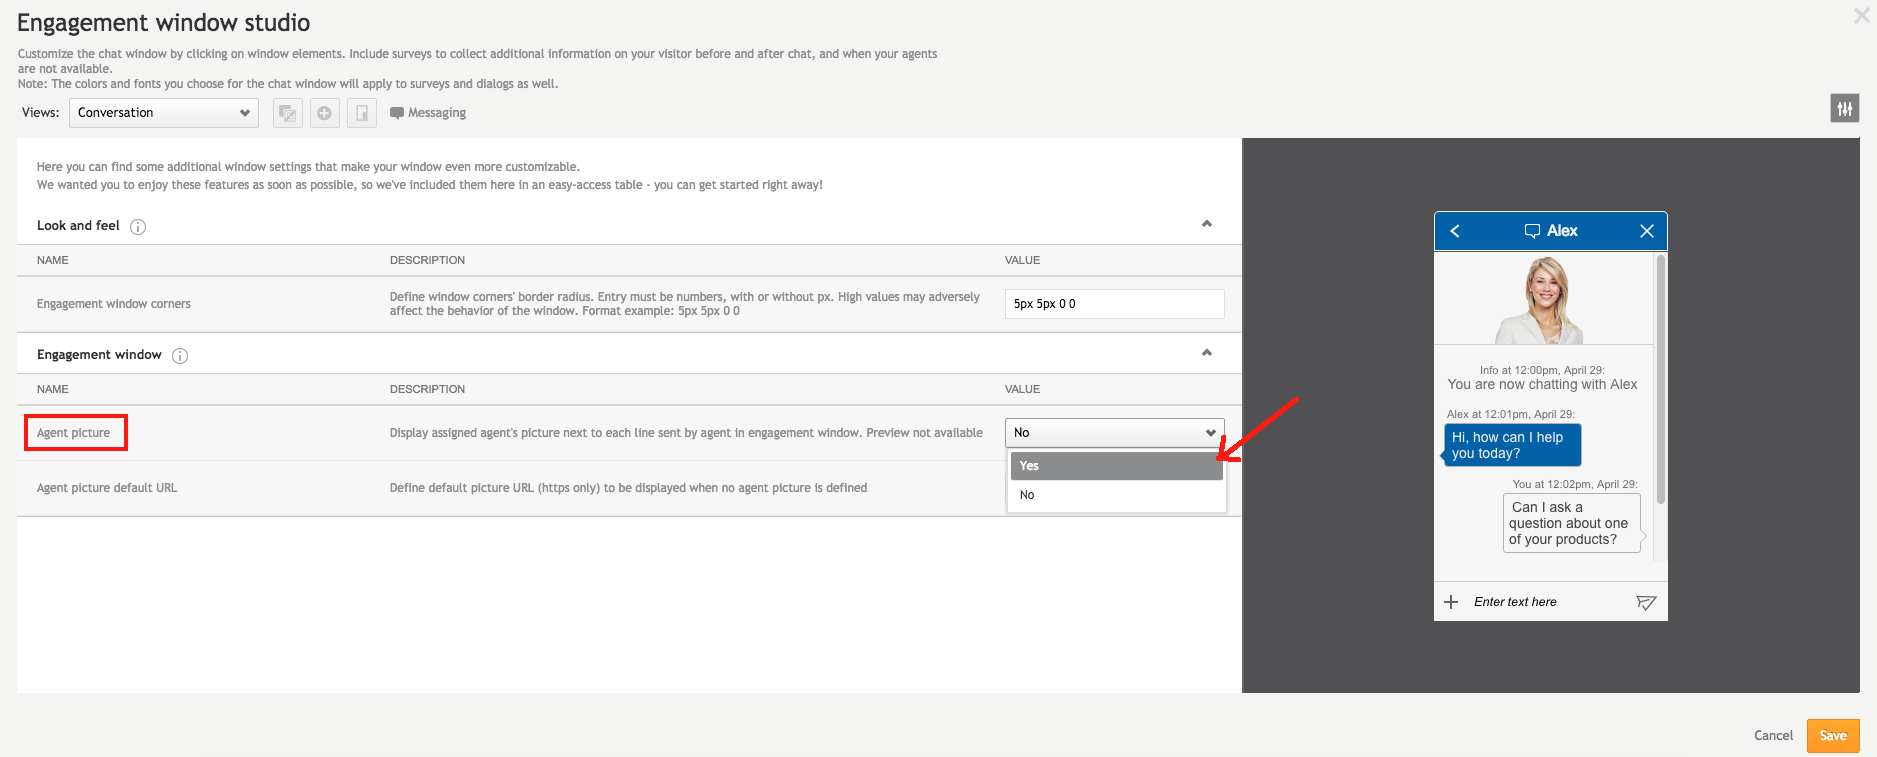 Engagement window studio
Customize the chat window by clicking on window elements. Include surveys to collect additional information on your visitor before and after chat, and when your agents
are not available.
Note: The colors and fonts you choose for the chat window will apply to surveys and dialogs as well.
Views: Conversation Messaging
Here you can find some additional window settings that make your window even more customizable.
We wanted you to enjoy these features as soon as possible, so we've included them here in an easy-access table - you can get started right away!
Look and feel
NAME DESCRIPTION VALUE
Engagement window corners
Define window corners' border radius. Entry must be numbers, with or without px. High values may adversely
affect the behavior of the window. Format example: 5px 5px 0 0
5px 5px 0 0
Engagement window
NAME DESCRIPTION VALUE
Agent picture
Display assigned agent's picture next to each line sent by agent in engagement window. Preview not available
No
Yes
No
Agent picture default URL
Define default picture URL (https only) to be displayed when no agent picture is defined
Alex
Info at 12:00pm, April 29:
You are now chatting with Alex
Alex at 12:01pm, April 29:
Hi, how can I help
you today?
You at 12:02pm, April 29:
Can I ask a
question about one
of your products?
Enter text here
Cancel Save